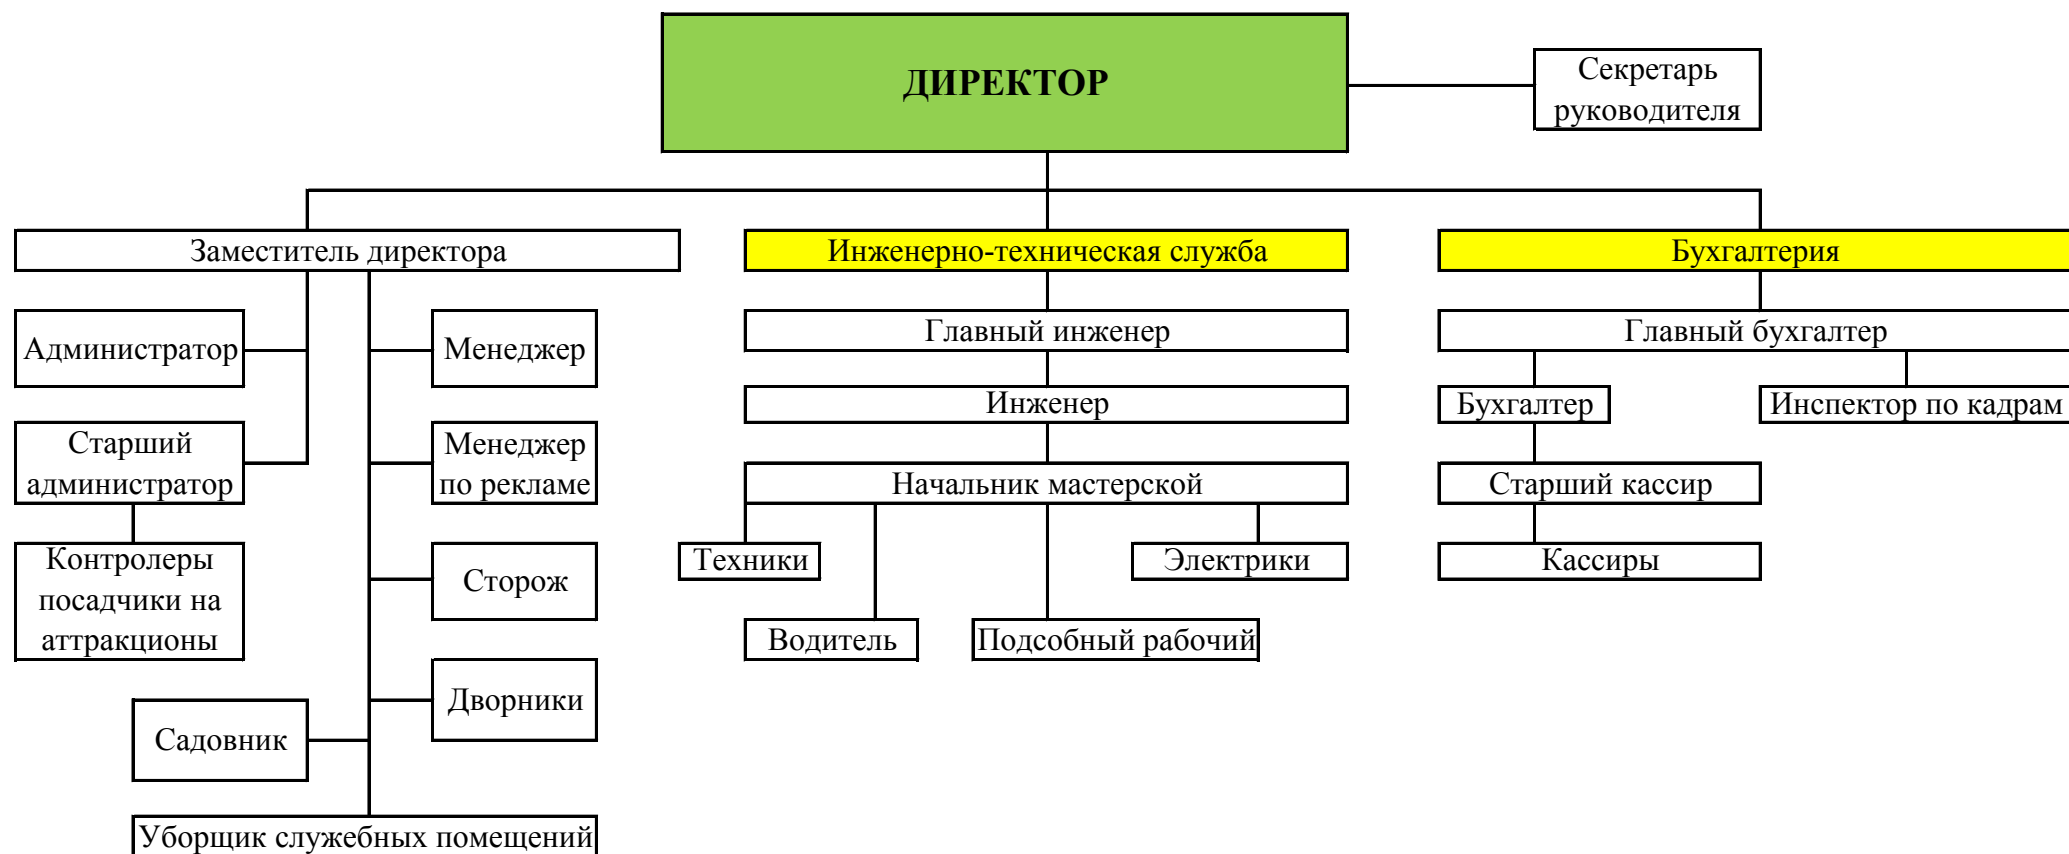 ДИРЕКТОР
Секретарь
руководителя
Заместитель директора
Инженерно-техническая служба
Бухгалтерия
Администратор
Менеджер
Главный инженер
Главный бухгалтер
Инженер
Бухгалтер
Инспектор по кадрам
Старший
администратор
Менеджер
по рекламе
Начальник мастерской
Старший кассир
Контролеры
посадчики на
аттракционы
Сторож
Техники
Электрики
Кассиры
Водитель
Подсобный рабочий
Дворники
Садовник
Уборщик служебных помещений